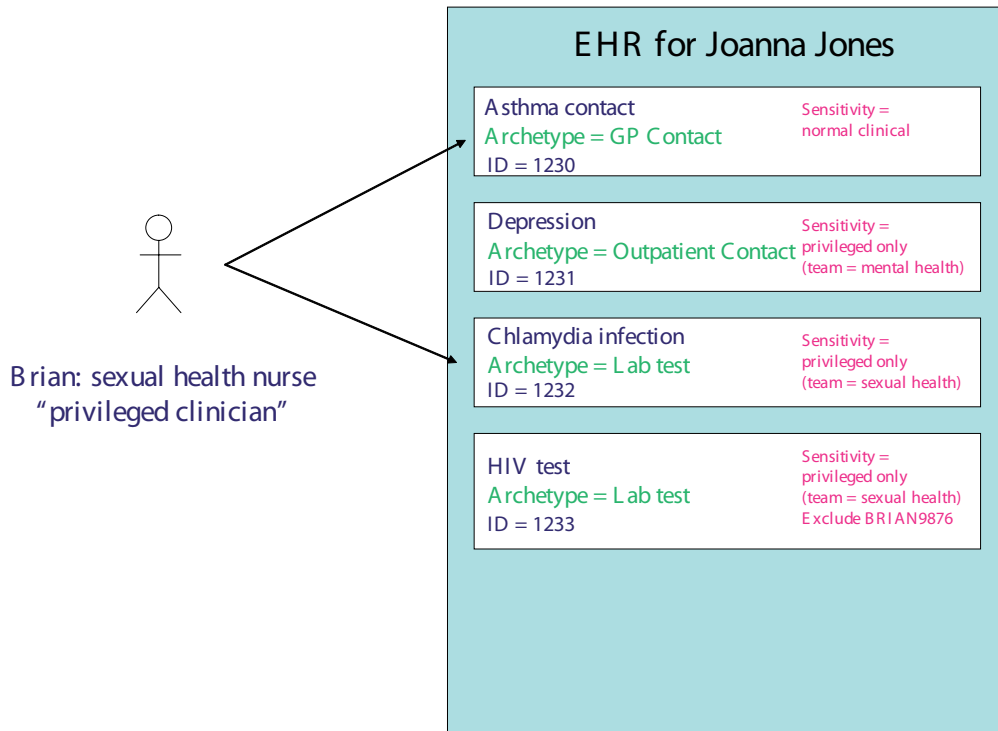 EHR for Joanna Jones
Asthma contact
Archetype = GP Contact
ID = 1230
Sensitivity =
normal clinical
Depression
Archetype = Outpatient Contact
ID = 1231
Sensitivity =
privileged only
(team = mental health)
Chlamydia infection
Archetype = Lab test
ID = 1232
Sensitivity =
privileged only
(team = sexual health)
HIV test
Archetype = Lab test
ID = 1233
Sensitivity =
privileged only
(team = sexual health)
Exclude BRIAN9876
Brian: sexual health nurse
“privileged clinician”